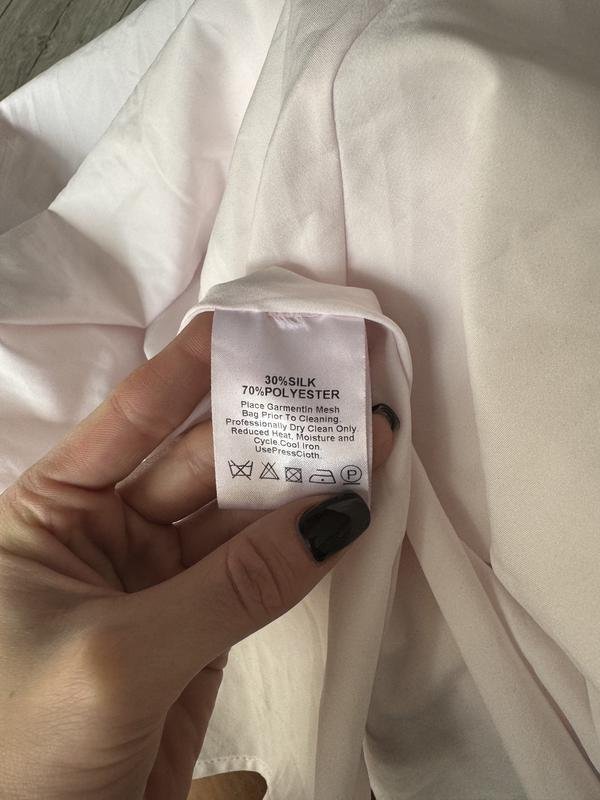 30%SILK
70%POLYESTER
Place GarmentIn Mesh
Bag Prior To Cleaning.
Professionally Dry Clean Only.
Reduced Heat, Moisture and
Cycle.Cool Iron.
UsePressCloth.
P